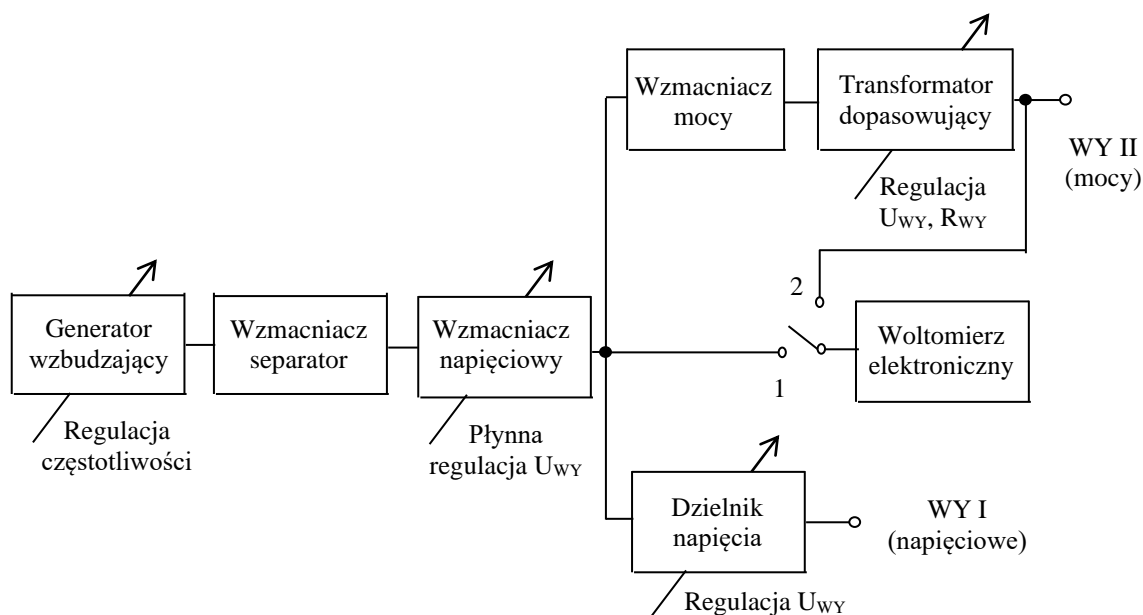 Wzmacniacz
mocy
Transformator
dopasowujący
WY II
(mocy)
Regulacja
UWY, RWY
2
Generator
wzbudzający
Wzmacniacz
separator
Wzmacniacz
napięciowy
Woltomierz
elektroniczny
1
Regulacja
częstotliwości
Płynna
regulacja UWY
Dzielnik
napięcia
WY I
(napięciowe)
Regulacja UWY